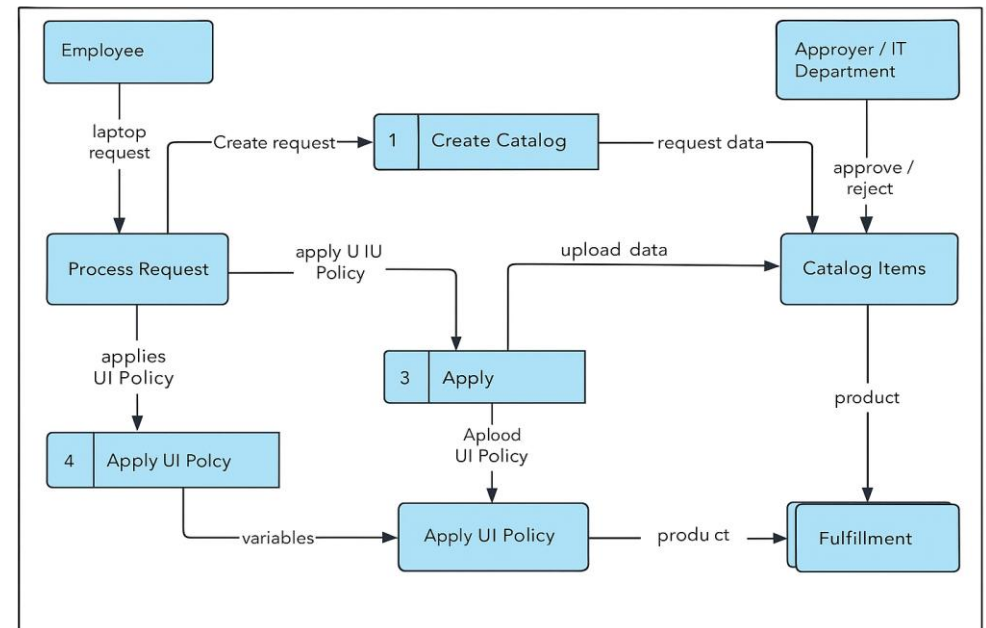 Employee
Approyer / IT
Department
laptop
request
Create request
1
Create Catalog
request data
approve /
reject
Process Request
apply U IU
Policy
upload data
Catalog Items
applies
UI Policy
3
Apply
product
4
Apply UI Polcy
Aplood
UI Policy
variables
Apply UI Policy
produ ct
Fulfillment